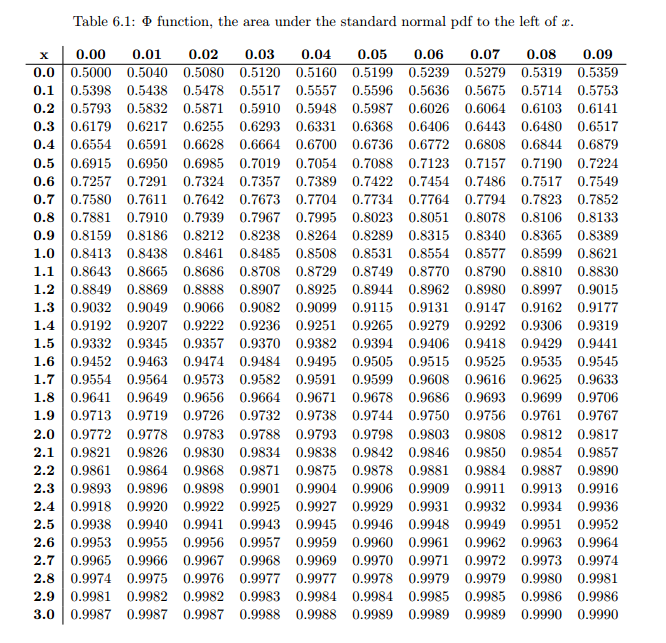 Table 6.1: Φ function, the area under the standard normal pdf to the left of x.
x 0.00 0.01 0.02 0.03 0.04 0.05 0.06 0.07 0.08 0.09
0.0 0.5000 0.5040 0.5080 0.5120 0.5160 0.5199 0.5239 0.5279 0.5319 0.5359
0.1 0.5398 0.5438 0.5478 0.5517 0.5557 0.5596 0.5636 0.5675 0.5714 0.5753
0.2 0.5793 0.5832 0.5871 0.5910 0.5948 0.5987 0.6026 0.6064 0.6103 0.6141
0.3 0.6179 0.6217 0.6255 0.6293 0.6331 0.6368 0.6406 0.6443 0.6480 0.6517
0.4 0.6554 0.6591 0.6628 0.6664 0.6700 0.6736 0.6772 0.6808 0.6844 0.6879
0.5 0.6915 0.6950 0.6985 0.7019 0.7054 0.7088 0.7123 0.7157 0.7190 0.7224
0.6 0.7257 0.7291 0.7324 0.7357 0.7389 0.7422 0.7454 0.7486 0.7517 0.7549
0.7 0.7580 0.7611 0.7642 0.7673 0.7704 0.7734 0.7764 0.7794 0.7823 0.7852
0.8 0.7881 0.7910 0.7939 0.7967 0.7995 0.8023 0.8051 0.8078 0.8106 0.8133
0.9 0.8159 0.8186 0.8212 0.8238 0.8264 0.8289 0.8315 0.8340 0.8365 0.8389
1.0 0.8413 0.8438 0.8461 0.8485 0.8508 0.8531 0.8554 0.8577 0.8599 0.8621
1.1 0.8643 0.8665 0.8686 0.8708 0.8729 0.8749 0.8770 0.8790 0.8810 0.8830
1.2 0.8849 0.8869 0.8888 0.8907 0.8925 0.8944 0.8962 0.8980 0.8997 0.9015
1.3 0.9032 0.9049 0.9066 0.9082 0.9099 0.9115 0.9131 0.9147 0.9162 0.9177
1.4 0.9192 0.9207 0.9222 0.9236 0.9251 0.9265 0.9279 0.9292 0.9306 0.9319
1.5 0.9332 0.9345 0.9357 0.9370 0.9382 0.9394 0.9406 0.9418 0.9429 0.9441
1.6 0.9452 0.9463 0.9474 0.9484 0.9495 0.9505 0.9515 0.9525 0.9535 0.9545
1.7 0.9554 0.9564 0.9573 0.9582 0.9591 0.9599 0.9608 0.9616 0.9625 0.9633
1.8 0.9641 0.9649 0.9656 0.9664 0.9671 0.9678 0.9686 0.9693 0.9699 0.9706
1.9 0.9713 0.9719 0.9726 0.9732 0.9738 0.9744 0.9750 0.9756 0.9761 0.9767
2.0 0.9772 0.9778 0.9783 0.9788 0.9793 0.9798 0.9803 0.9808 0.9812 0.9817
2.1 0.9821 0.9826 0.9830 0.9834 0.9838 0.9842 0.9846 0.9850 0.9854 0.9857
2.2 0.9861 0.9864 0.9868 0.9871 0.9875 0.9878 0.9881 0.9884 0.9887 0.9890
2.3 0.9893 0.9896 0.9898 0.9901 0.9904 0.9906 0.9909 0.9911 0.9913 0.9916
2.4 0.9918 0.9920 0.9922 0.9925 0.9927 0.9929 0.9931 0.9932 0.9934 0.9936
2.5 0.9938 0.9940 0.9941 0.9943 0.9945 0.9946 0.9948 0.9949 0.9951 0.9952
2.6 0.9953 0.9955 0.9956 0.9957 0.9959 0.9960 0.9961 0.9962 0.9963 0.9964
2.7 0.9965 0.9966 0.9967 0.9968 0.9969 0.9970 0.9971 0.9972 0.9973 0.9974
2.8 0.9974 0.9975 0.9976 0.9977 0.9977 0.9978 0.9979 0.9979 0.9980 0.9981
2.9 0.9981 0.9982 0.9982 0.9983 0.9984 0.9984 0.9985 0.9985 0.9986 0.9986
3.0 0.9987 0.9987 0.9987 0.9988 0.9988 0.9989 0.9989 0.9989 0.9990 0.9990